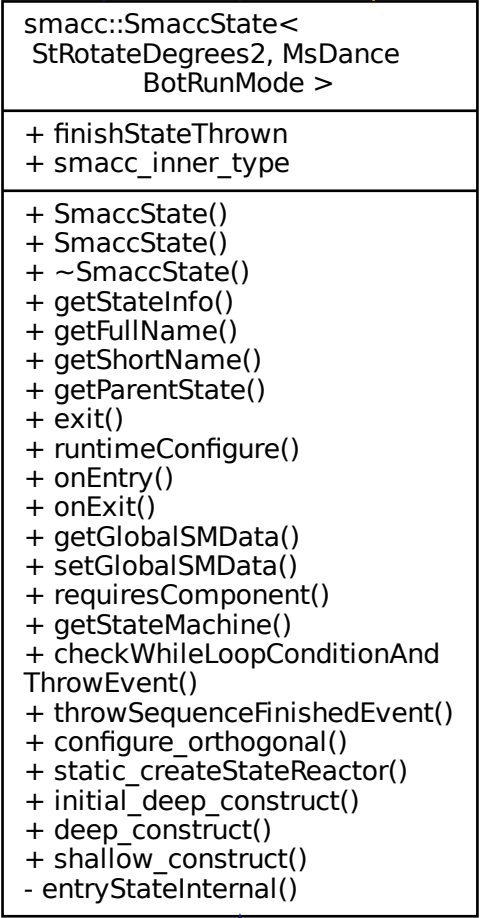 smacc::SmaccState<
StRotateDegrees2, MsDance
BotRunMode >
+ finishStateThrown
+ smacc_inner_type
+ SmaccState()
+ SmaccState()
+ ~SmaccState()
+ getStateInfo()
+ getFullName()
+ getShortName()
+ getParentState()
+ exit()
+ runtimeConfigure()
+ onEntry()
+ onExit()
+ getGlobalSMData()
+ setGlobalSMData()
+ requiresComponent()
+ getStateMachine()
+ checkWhileLoopConditionAnd
ThrowEvent()
+ throwSequenceFinishedEvent()
+ configure_orthogonal()
+ static_createStateReactor()
+ initial_deep_construct()
+ deep_construct()
+ shallow_construct()
- entryStateInternal()